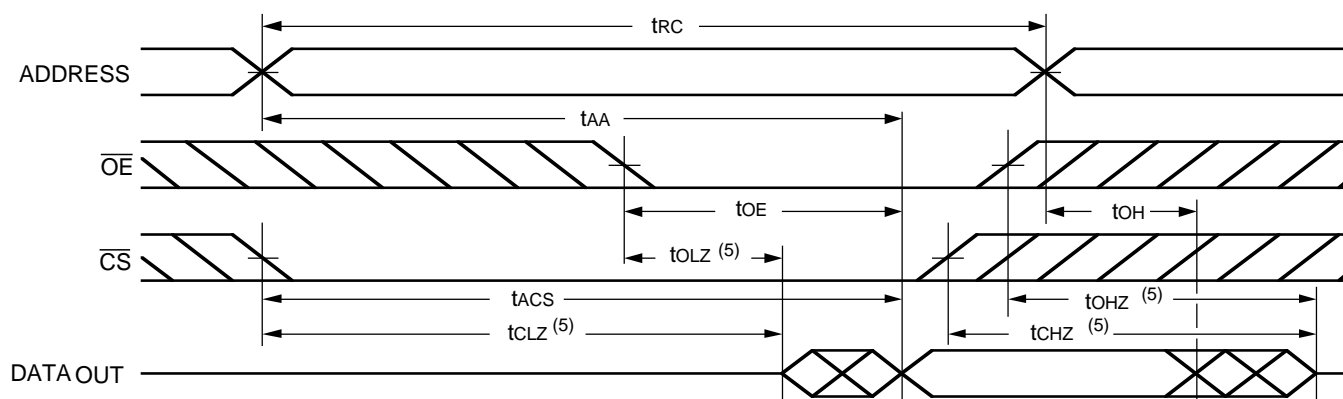 tRC
ADDRESS
tAA
OE
tOE
tOH
CS
tOLZ (5)
tACS
tOHZ (5)
tCLZ (5)
tCHZ (5)
DATA OUT